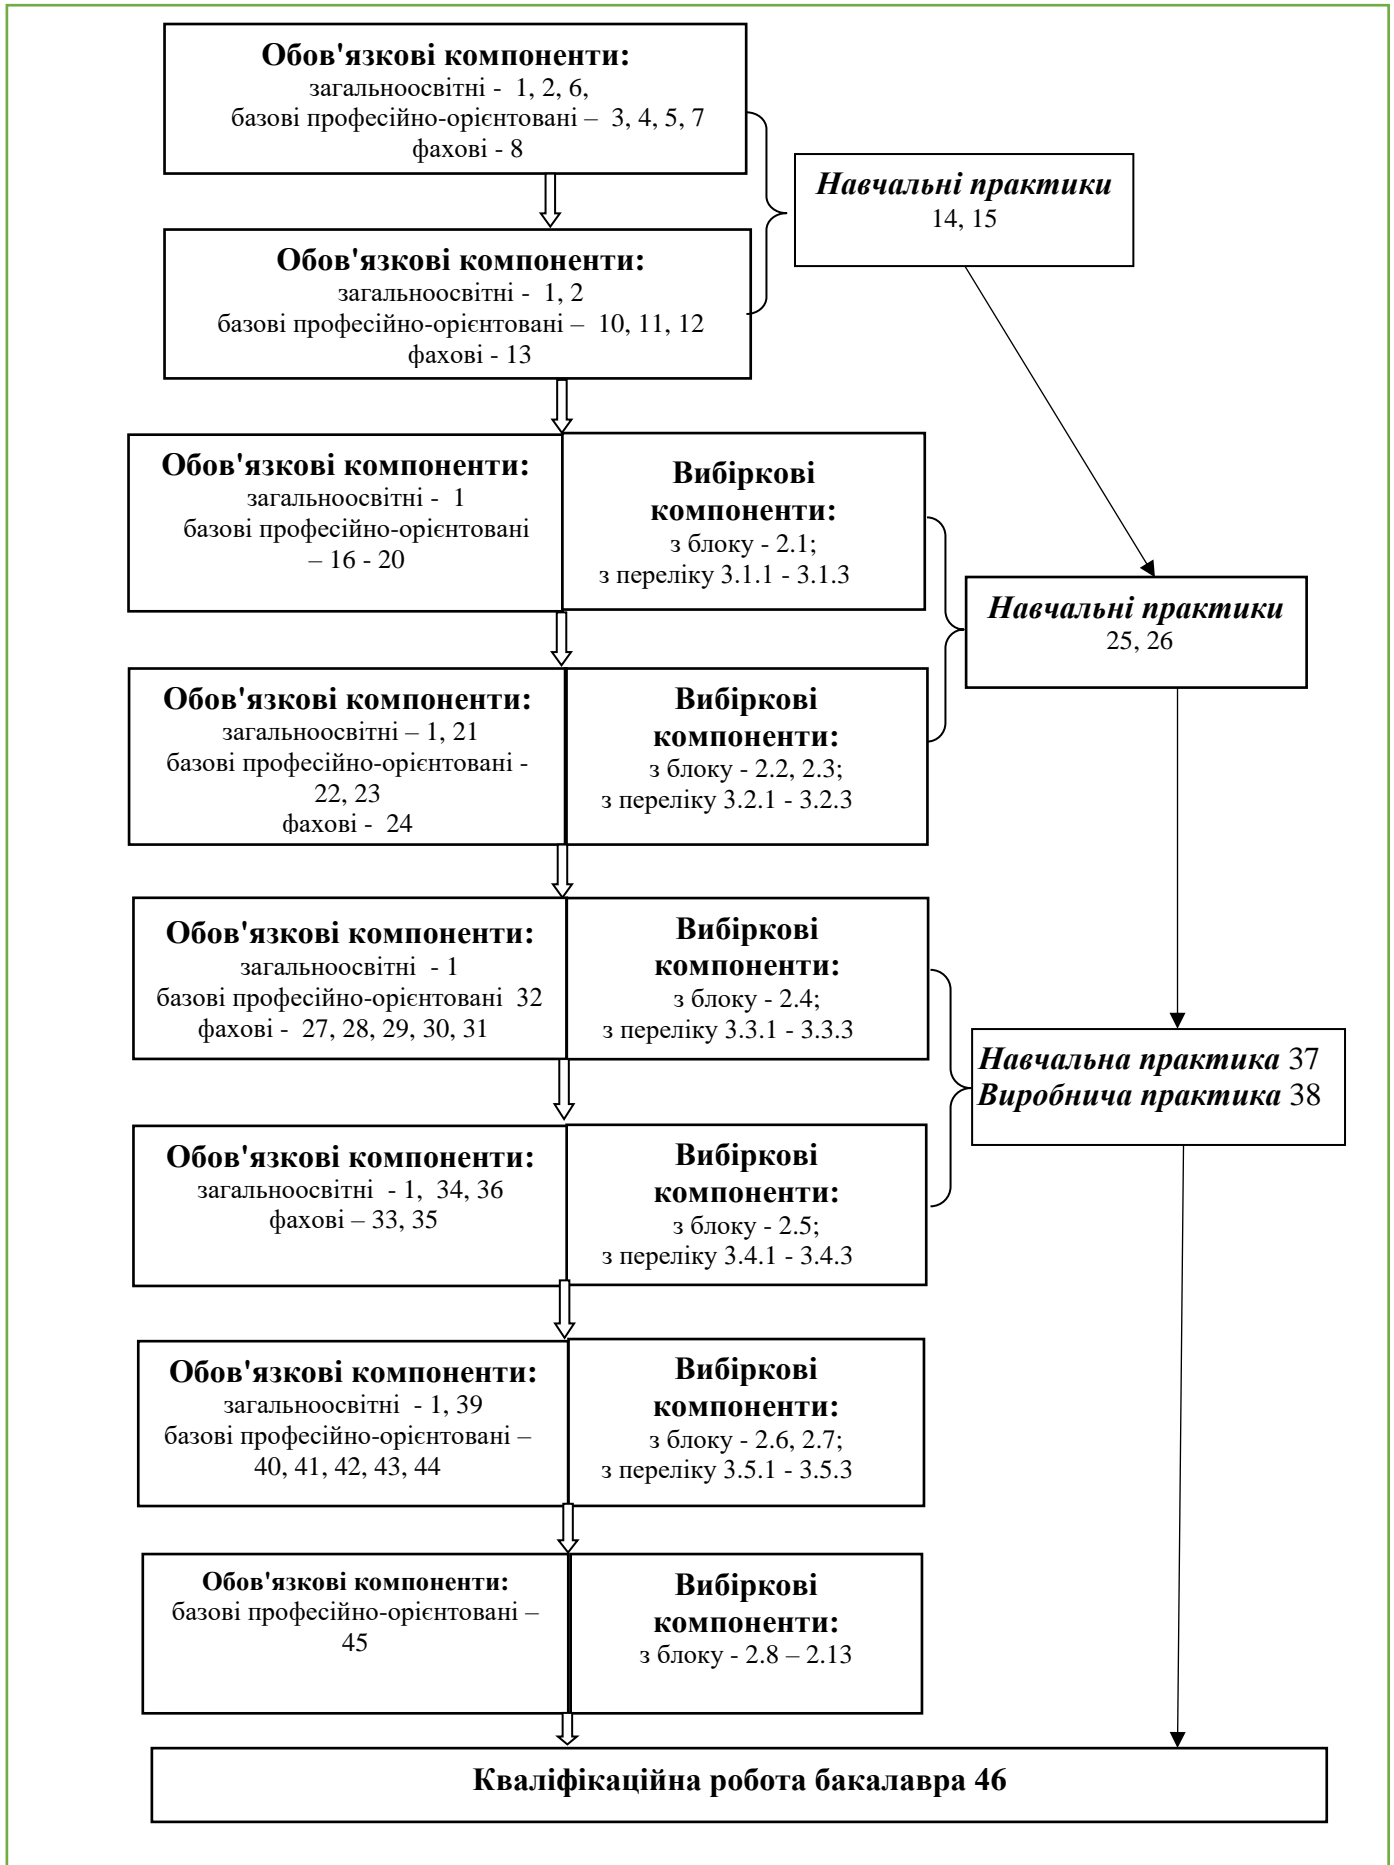 Обов'язкові компоненти:
загальноосвітні - 1, 2, 6,
базові професійно-орієнтовані – 3, 4, 5, 7
фахові - 8
Навчальні практики
14, 15
Обов'язкові компоненти:
загальноосвітні - 1, 2
базові професійно-орієнтовані – 10, 11, 12
фахові - 13
Обов'язкові компоненти:
загальноосвітні - 1
базові професійно-орієнтовані
– 16 - 20
Вибіркові
компоненти:
з блоку - 2.1;
з переліку 3.1.1 - 3.1.3
Навчальні практики
25, 26
Обов'язкові компоненти:
загальноосвітні – 1, 21
базові професійно-орієнтовані -
22, 23
фахові - 24
Вибіркові
компоненти:
з блоку - 2.2, 2.3;
з переліку 3.2.1 - 3.2.3
Обов'язкові компоненти:
загальноосвітні - 1
базові професійно-орієнтовані 32
фахові - 27, 28, 29, 30, 31
Вибіркові
компоненти:
з блоку - 2.4;
з переліку 3.3.1 - 3.3.3
Навчальна практика 37
Виробнича практика 38
Обов'язкові компоненти:
загальноосвітні - 1, 34, 36
фахові – 33, 35
Вибіркові
компоненти:
з блоку - 2.5;
з переліку 3.4.1 - 3.4.3
Обов'язкові компоненти:
загальноосвітні - 1, 39
базові професійно-орієнтовані –
40, 41, 42, 43, 44
Вибіркові
компоненти:
з блоку - 2.6, 2.7;
з переліку 3.5.1 - 3.5.3
Обов'язкові компоненти:
базові професійно-орієнтовані –
45
Вибіркові
компоненти:
з блоку - 2.8 – 2.13
Кваліфікаційна робота бакалавра 46